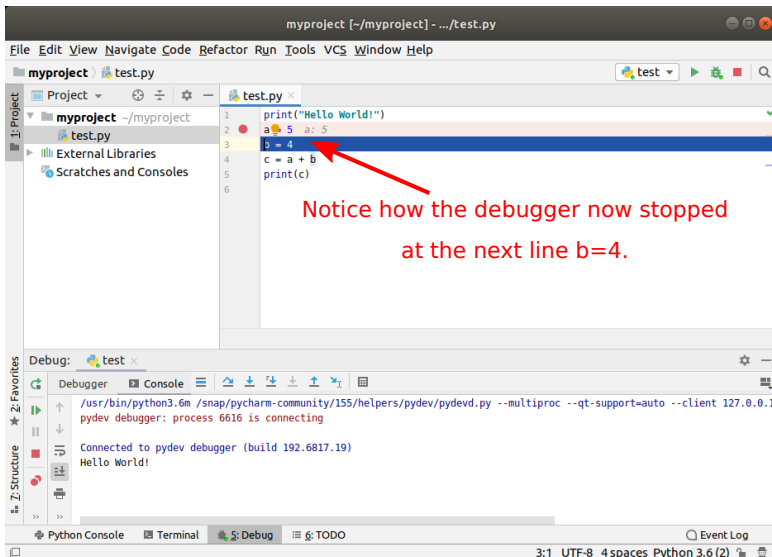 myproject [~/myproject] - .../test.py
File Edit View Navigate Code Refactor Run Tools VCS Window Help
myproject test.py test
1: Project
Project
test.py
myproject ~/myproject
test.py
External Libraries
Scratches and Consoles
1 print("Hello World!")
2 a = 5 a: 5
3 b = 4
4 c = a + b
5 print(c)
6
Notice how the debugger now stopped
at the next line b=4.
2: Favorites
7: Structure
Debug: test
Debugger Console
/usr/bin/python3.6m /snap/pycharm-community/155/helpers/pydev/pydevd.py --multiproc --qt-support=auto --client 127.0.0.1
pydev debugger: process 6616 is connecting
Connected to pydev debugger (build 192.6817.19)
Hello World!
Python Console Terminal 5: Debug 6: TODO Event Log
3:1 UTF-8 4 spaces Python 3.6 (2)